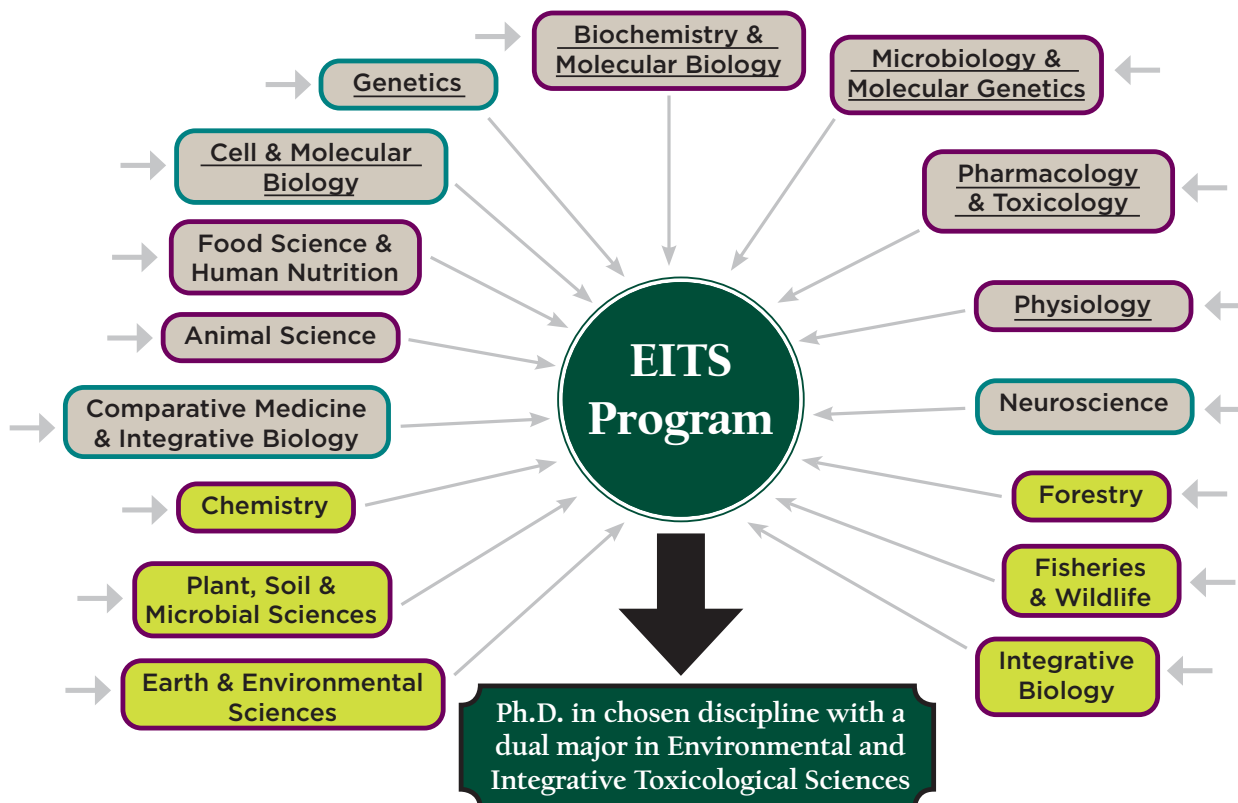 Biochemistry &
Molecular Biology
Microbiology &
Molecular Genetics
Genetics
Cell & Molecular
Biology
Pharmacology
& Toxicology
Food Science &
Human Nutrition
Physiology
Animal Science
EITS
Program
Neuroscience
Comparative Medicine
& Integrative Biology
Chemistry
Forestry
Plant, Soil &
Microbial Sciences
Fisheries
& Wildlife
Earth & Environmental
Sciences
Integrative
Biology
Ph.D. in chosen discipline with a
dual major in Environmental and
Integrative Toxicological Sciences